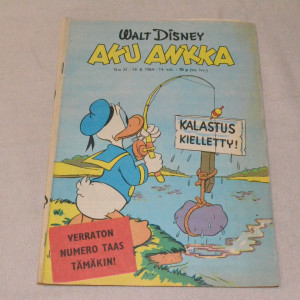 WALT DISNEY
AKU ANKKA
KALASTUS
KIELLETTY!
VERRATON
NUMERO TAAS
TÄMÄKIN!